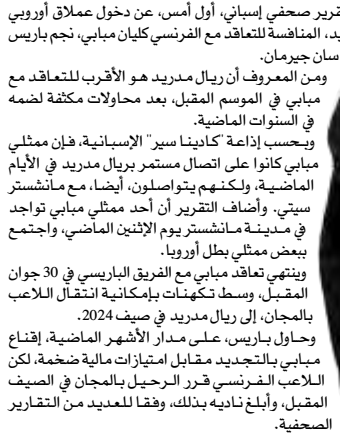 قرير صحفي إسباني، أول أمس، عن دخول عملاق أوروبي
يد، المنافسة للتعاقد مع الفرنسي كليان مبابي، نجم باريس
سان جيرمان.
ومن المعروف أن ريال مدريد هو الأقرب للتعاقد مع
مبابي في الموسم المقبل، بعد محاولات مكثفة لضمه
في السنوات الماضية.
وبحسب إذاعة "كادينا سير" الإسبانية، فإن ممثلي
مبابي كانوا على اتصال مستمر بريال مدريد في الأيام
الماضية، ولكنهم يتواصلون، أيضا، مع مانشستر
سيتي. وأضاف التقرير أن أحد ممثلي مبابي تواجد
في مدينة مانشستر يوم الإثنين الماضي، واجتمع
ببعض ممثلي بطل أوروبا.
وينتهي تعاقد مبابي مع الفريق الباريسي في 30 جوان
المقبل، وسط تكهنات بإمكانية انتقال اللاعب
بالمجان، إلى ريال مدريد في صيف 2024.
وحاول باريس، على مدار الأشهر الماضية، إقناع
مبابي بالتجديد مقابل امتيازات مالية ضخمة، لكن
اللاعب الفرنسي قرر الرحيل بالمجان في الصيف
المقبل، وأبلغ ناديه بذلك، وفقا للعديد من التقارير
الصحفية.